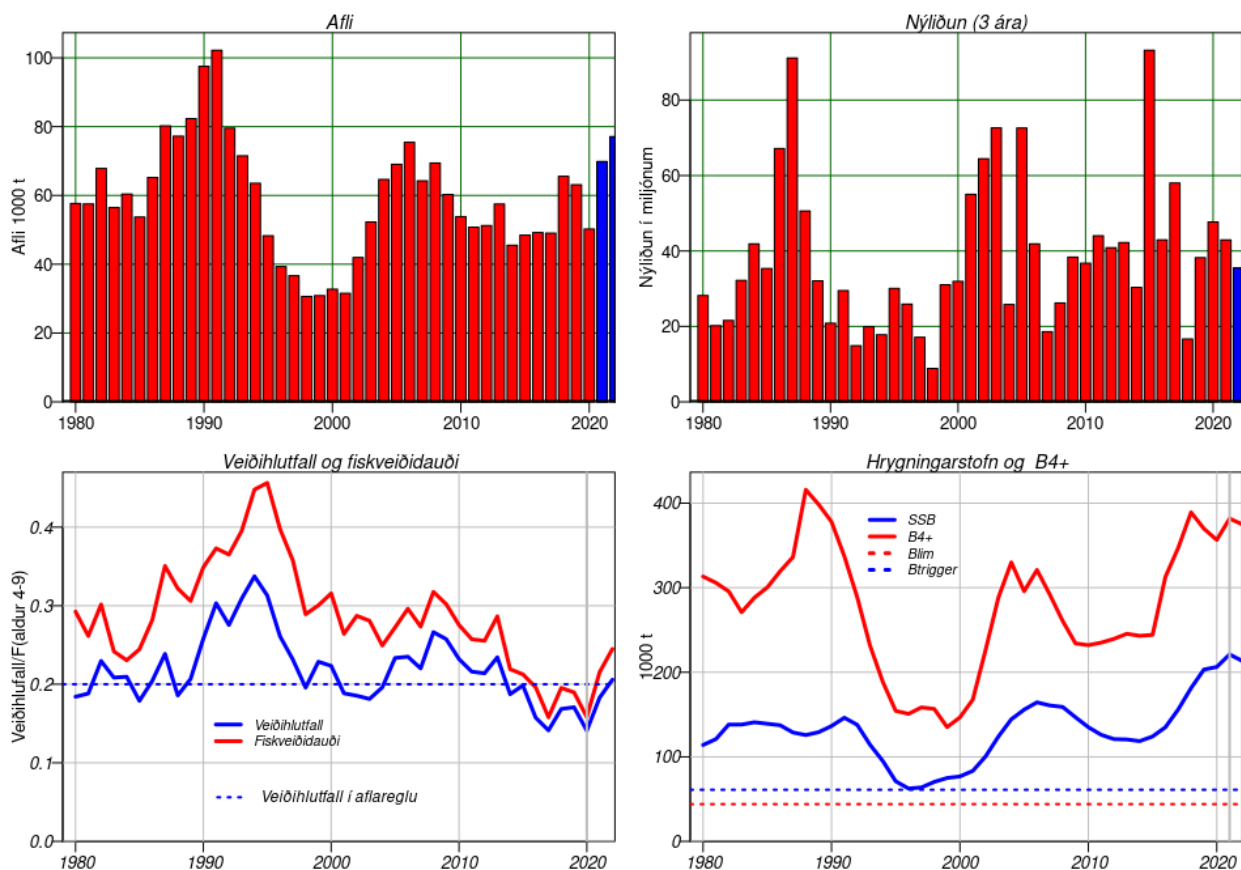 Afli
Afli 1000 t
100
80
60
40
20
0
1980
1990
2000
2010
2020
Nýliðun (3 ára)
Nýliðun í miljónum
80
60
40
20
0
1980
1990
2000
2010
2020
Veiðihlutfall og fiskveiðidauði
Veiðihlutfall/F(aldur 4-9)
0.4
0.3
0.2
0.1
0.0
Veiðihlutfall
Fiskveiðidauði
Veiðihlutfall í aflareglu
1980
1990
2000
2010
2020
Hrygningarstofn og B4+
1000 t
400
300
200
100
0
SSB
B4+
Blim
Btrigger
1980
1990
2000
2010
2020